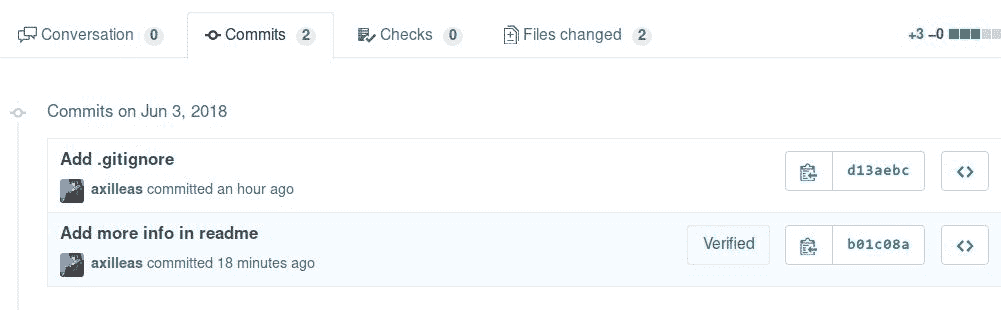 Conversation 0 Commits 2 Checks 0 Files changed 2 +3 −0
Commits on Jun 3, 2018
Add .gitignore
axilleas committed an hour ago d13aebc
Add more info in readme
axilleas committed 18 minutes ago Verified b01c08a